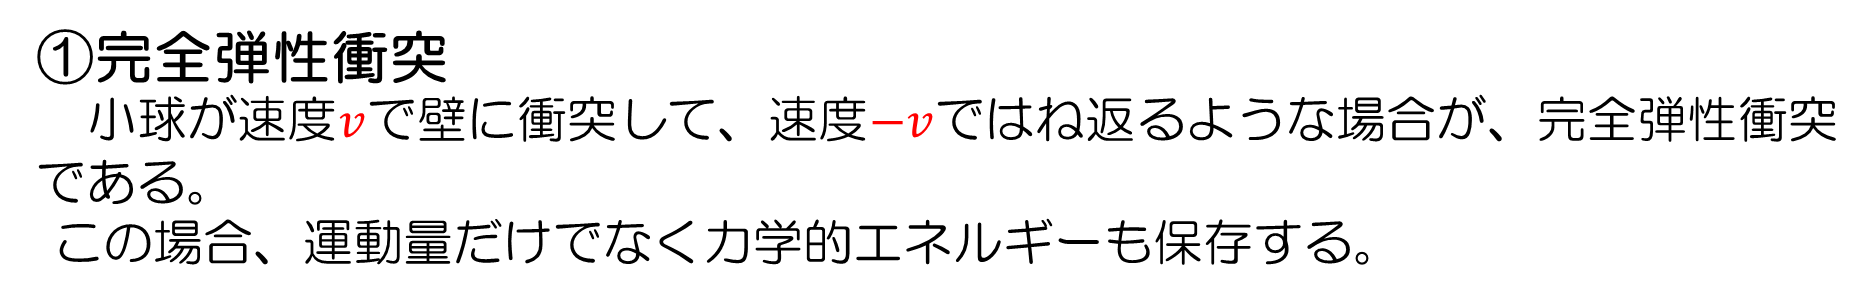 ①完全弾性衝突
小球が速度vで壁に衝突して、速度−vではね返るような場合が、完全弾性衝突
である。
この場合、運動量だけでなく力学的エネルギーも保存する。